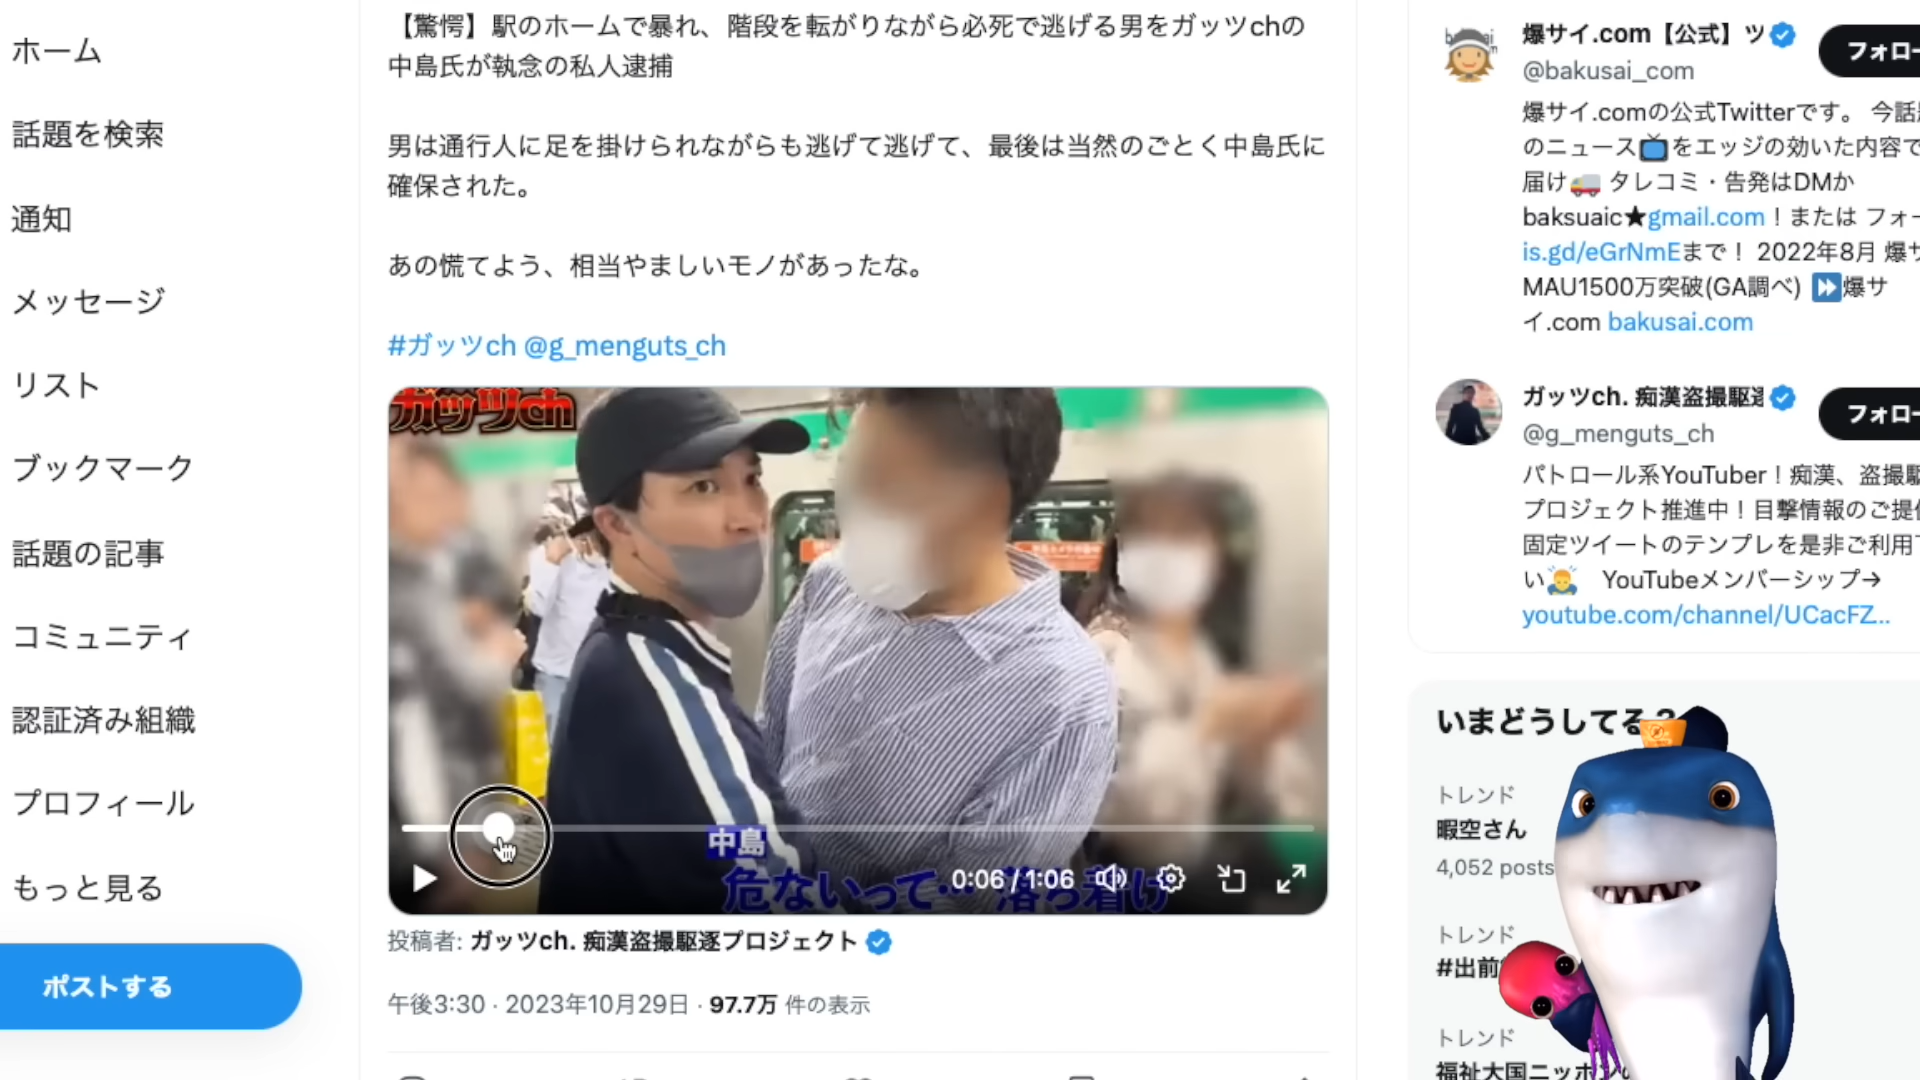 ホーム
話題を検索
通知
メッセージ
リスト
ブックマーク
話題の記事
コミュニティ
認証済み組織
プロフィール
もっと見る
ポストする
【驚愕】駅のホームで暴れ、階段を転がりながら必死で逃げる男をガッツchの
中島氏が執念の私人逮捕
男は通行人に足を掛けられながらも逃げて逃げて、最後は当然のごとく中島氏に
確保された。
あの慌てよう、相当やましいモノがあったな。
#ガッツch @g_menguts_ch
ガッツch
中島
危ないって… 落ち着け
0:06 / 1:06
投稿者: ガッツch. 痴漢盗撮駆逐プロジェクト
午後3:30 · 2023年10月29日 · 97.7万 件の表示
爆サイ.com【公式】ツ
@bakusai_com
フォロー
爆サイ.comの公式Twitterです。 今話題
のニュース📺をエッジの効いた内容で
届け🚚 タレコミ・告発はDMか
baksuaic★gmail.com！または フォー
is.gd/eGrNmEまで！ 2022年8月 爆サ
MAU1500万突破(GA調べ) ⏩爆サ
イ.com bakusai.com
ガッツch. 痴漢盗撮駆逐
@g_menguts_ch
フォロー
パトロール系YouTuber！痴漢、盗撮駆
プロジェクト推進中！目撃情報のご提供
固定ツイートのテンプレを是非ご利用下
い🙇‍♂️ YouTubeメンバーシップ→
youtube.com/channel/UCacFZ...
いまどうしてる？
トレンド
暇空さん
4,052 posts
トレンド
#出前
トレンド
福祉大国ニッポンの